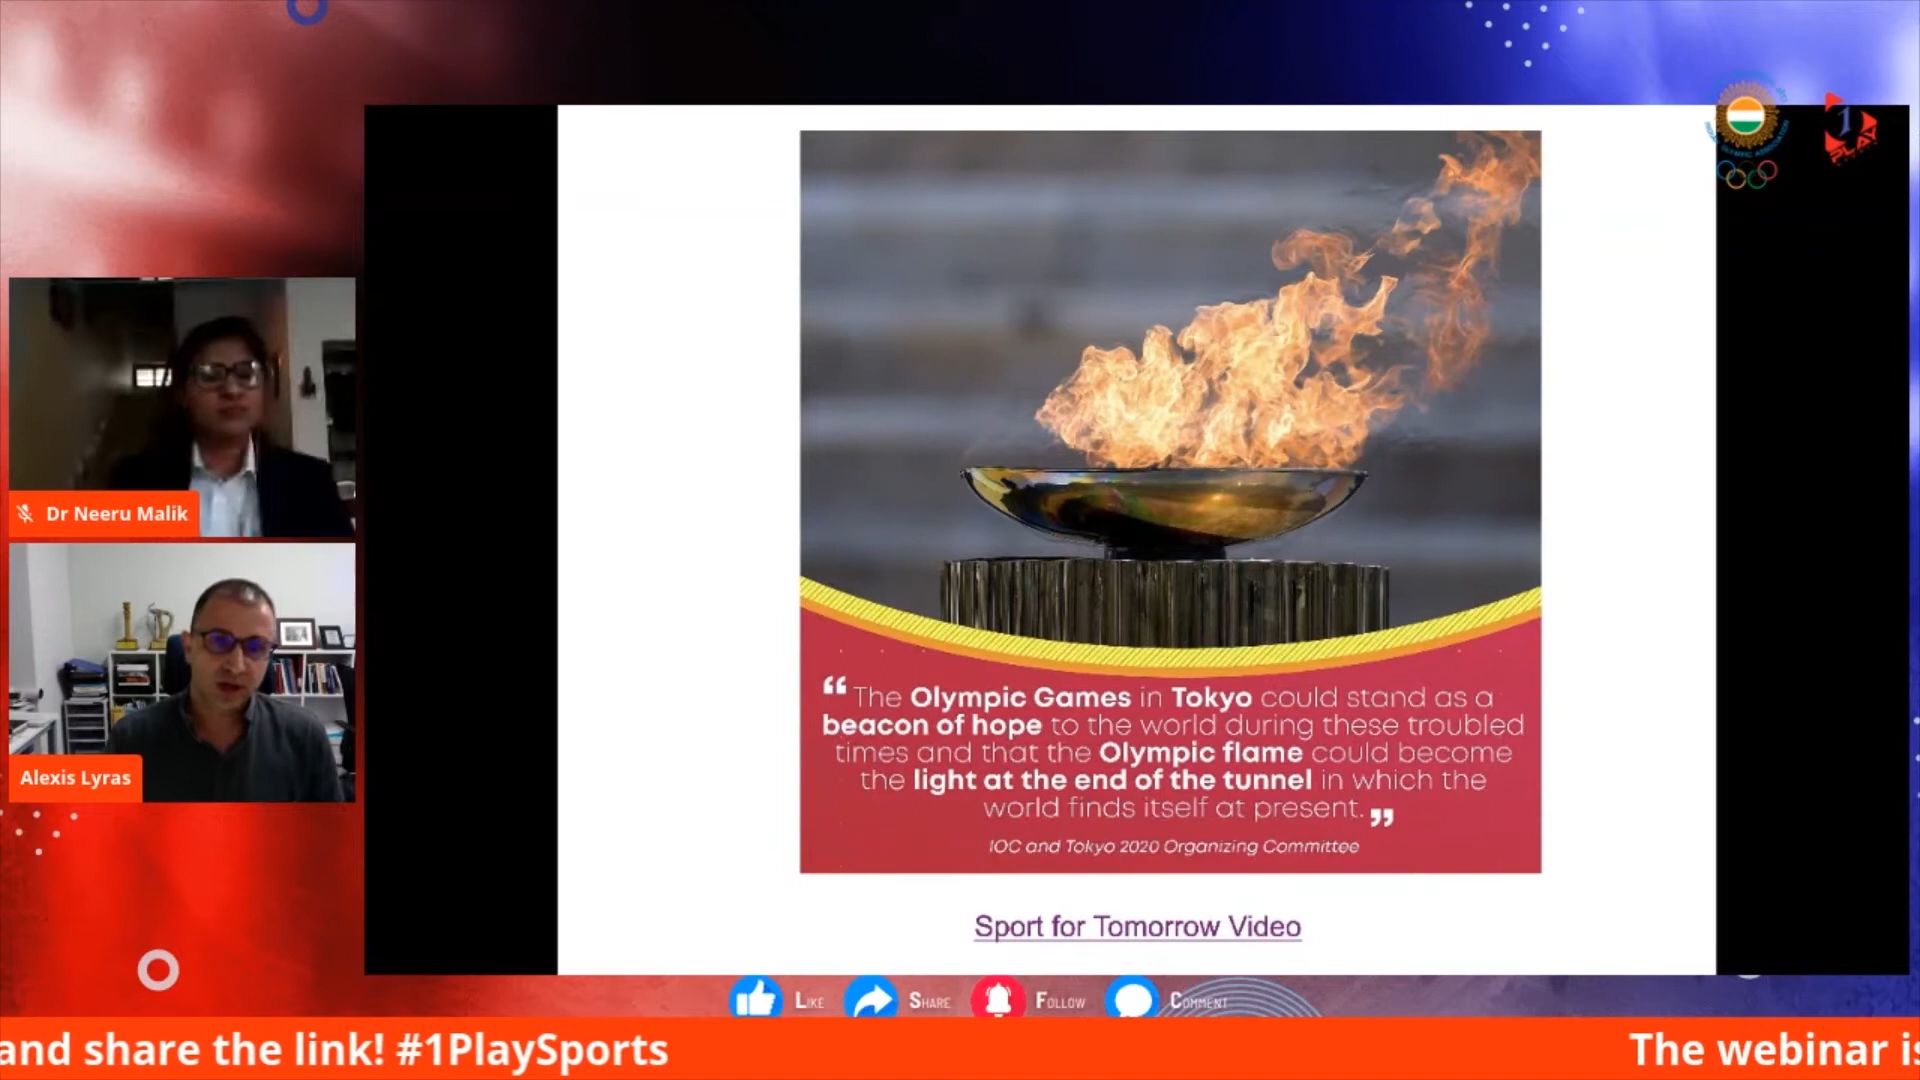 1
PLAY
Dr Neeru Malik
Alexis Lyras
“The Olympic Games in Tokyo could stand as a
beacon of hope to the world during these troubled
times and that the Olympic flame could become
the light at the end of the tunnel in which the
world finds itself at present.”
IOC and Tokyo 2020 Organizing Committee
Sport for Tomorrow Video
Like
Share
Follow
Comment
and share the link! #1PlaySports
The webinar is